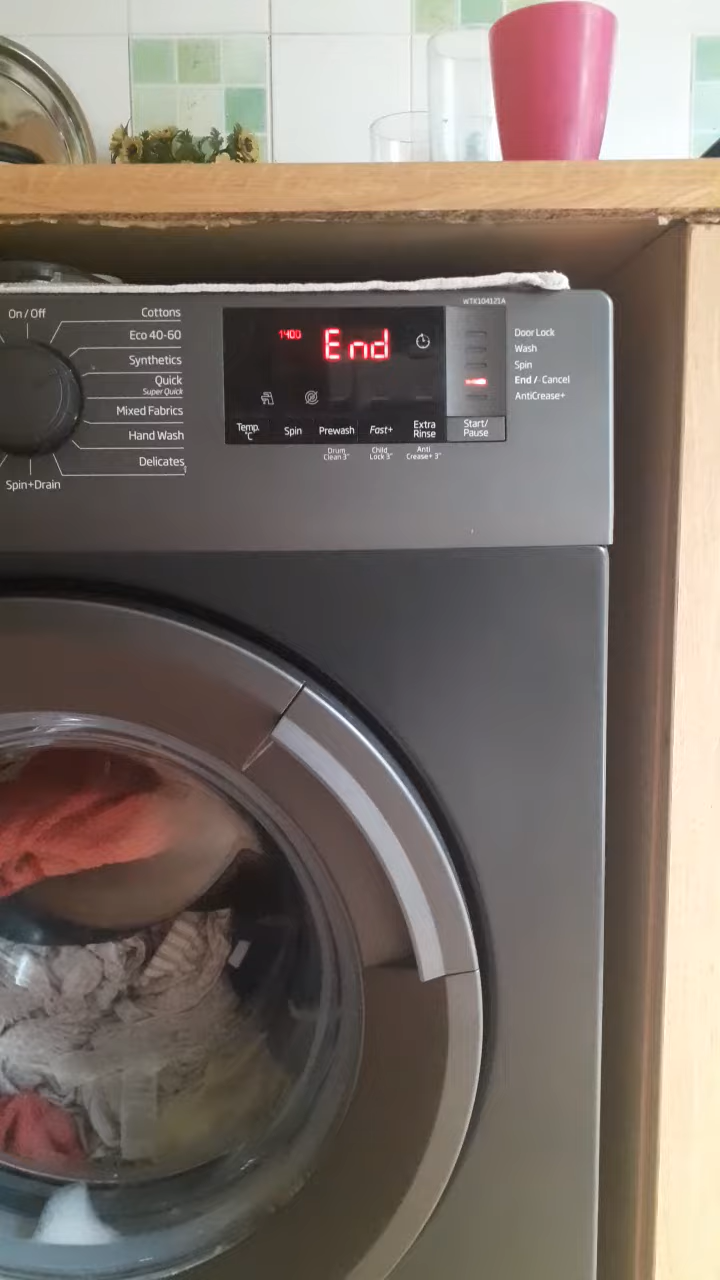 WTK104121A
On / Off
Cottons
Eco 40-60
Synthetics
Quick
Super Quick
Mixed Fabrics
Hand Wash
Delicates
Spin+Drain
1400
End
Temp.
°C
Spin
Prewash
Fast+
Extra
Rinse
Start/
Pause
Drum
Clean 3"
Child
Lock 3"
Anti
Crease+ 3"
Door Lock
Wash
Spin
End / Cancel
AntiCrease+